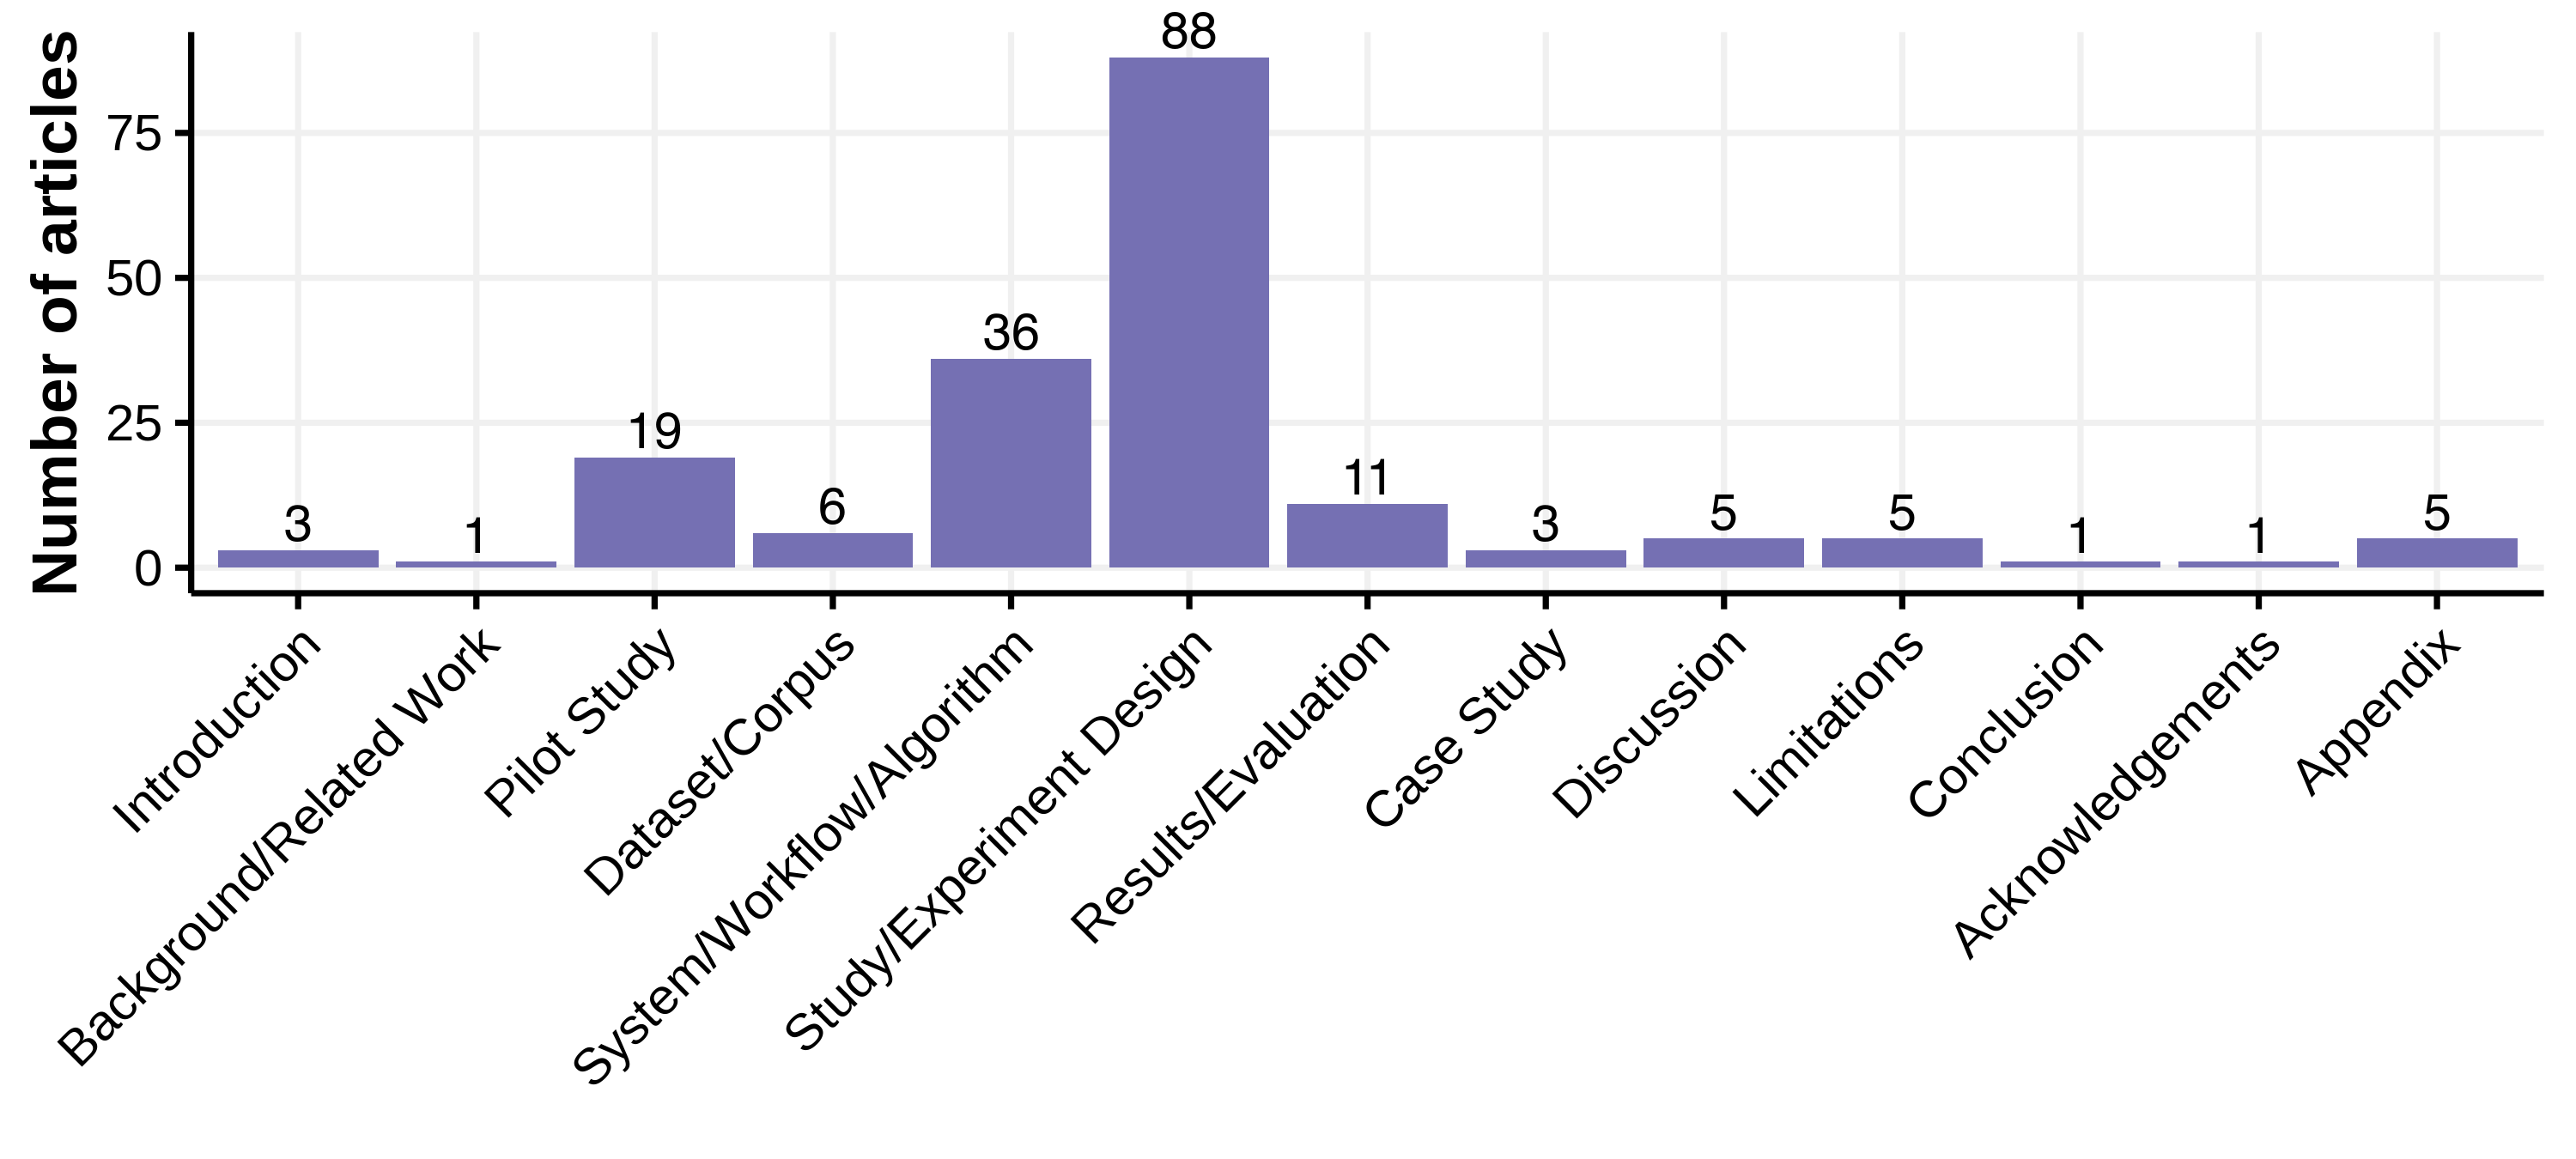 Number of articles
75
50
25
0
3
1
19
6
36
88
11
3
5
5
1
1
5
Introduction
Background/Related Work
Pilot Study
Dataset/Corpus
System/Workflow/Algorithm
Study/Experiment Design
Results/Evaluation
Case Study
Discussion
Limitations
Conclusion
Acknowledgements
Appendix